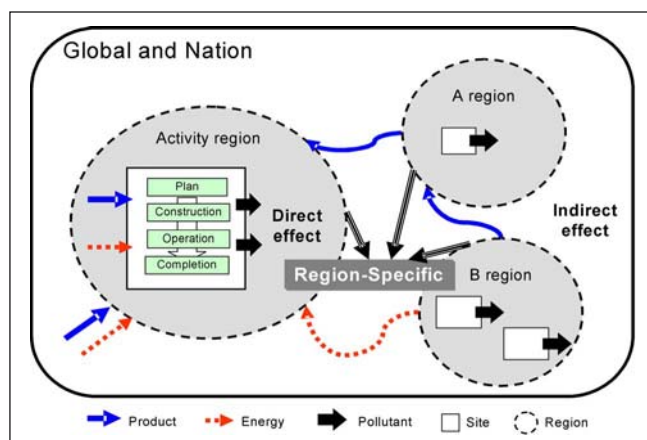 Global and Nation
A region
Activity region
Plan
Construction
Operation
Completion
Direct
effect
Indirect
effect
Region-Specific
B region
Product
Energy
Pollutant
Site
Region